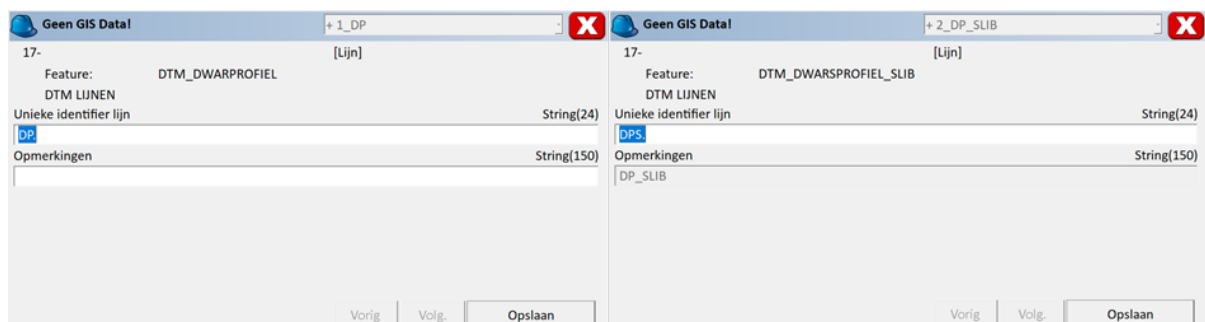 Geen GIS Data!
+ 1_DP
17-
[Lijn]
Feature: DTM_DWARPROFIEL
DTM LIJNEN
Unieke identifier lijn String(24)
DP.
Opmerkingen String(150)
Vorig Volg. Opslaan
Geen GIS Data!
+ 2_DP_SLIB
17-
[Lijn]
Feature: DTM_DWARSPROFIEL_SLIB
DTM LIJNEN
Unieke identifier lijn String(24)
DPS.
Opmerkingen String(150)
DP_SLIB
Vorig Volg. Opslaan